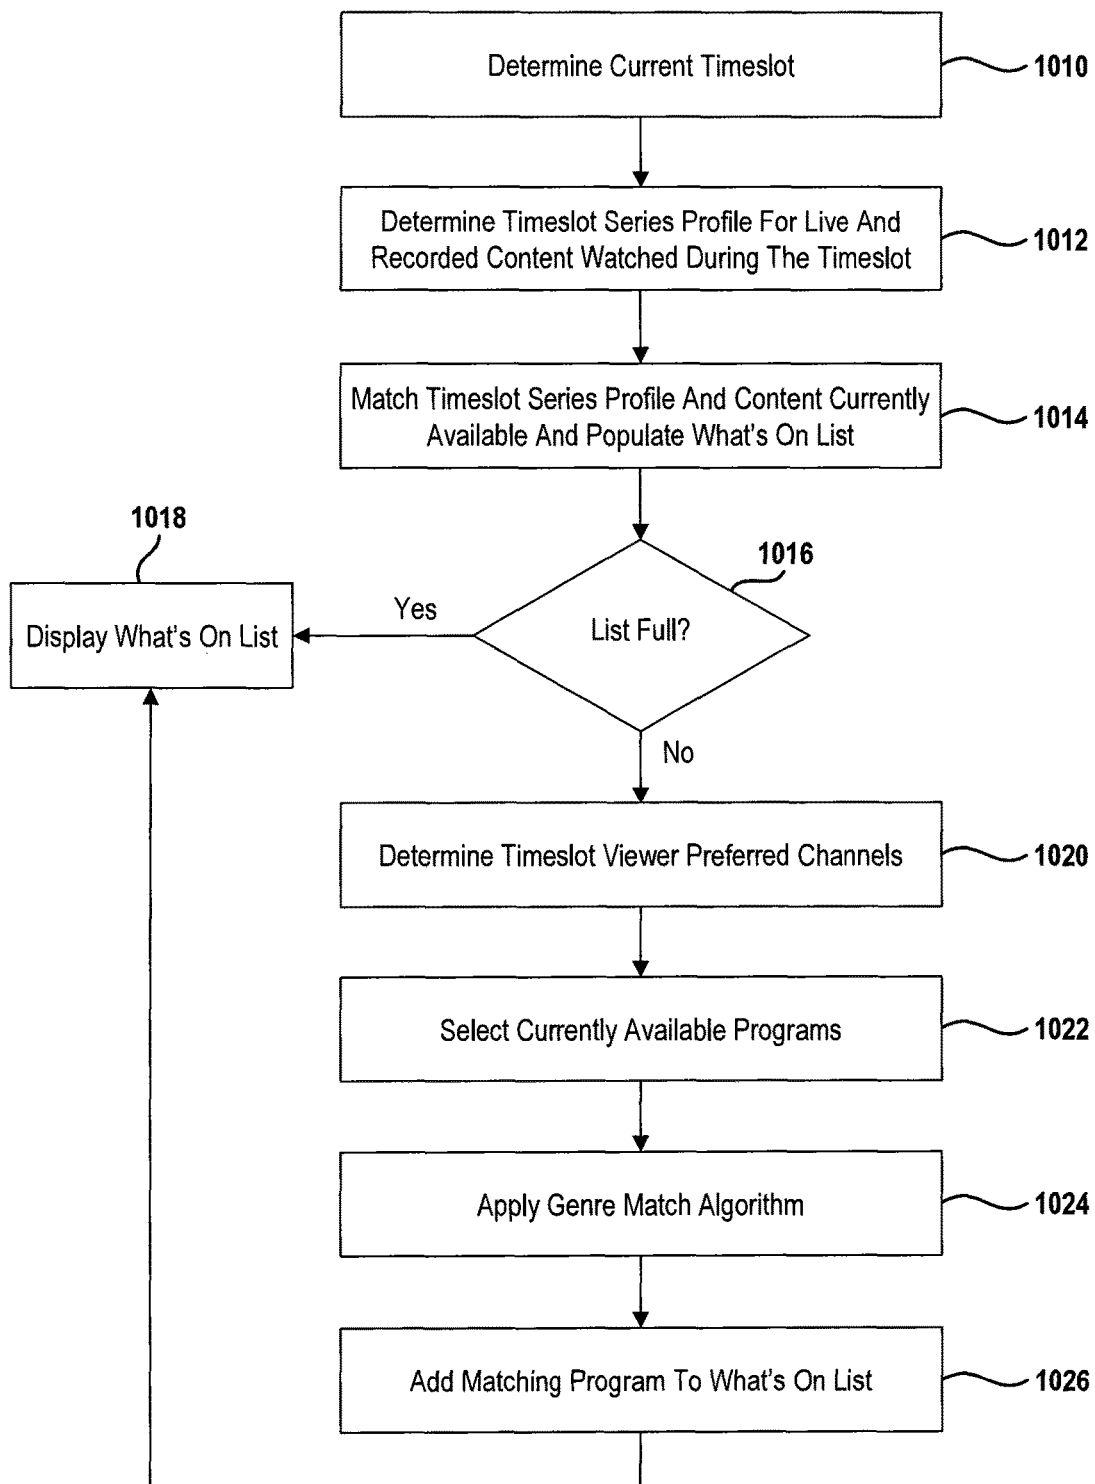 Determine Current Timeslot
1010
Determine Timeslot Series Profile For Live And
Recorded Content Watched During The Timeslot
1012
Match Timeslot Series Profile And Content Currently
Available And Populate What's On List
1014
1018
Display What's On List
Yes
1016
List Full?
No
Determine Timeslot Viewer Preferred Channels
1020
Select Currently Available Programs
1022
Apply Genre Match Algorithm
1024
Add Matching Program To What's On List
1026